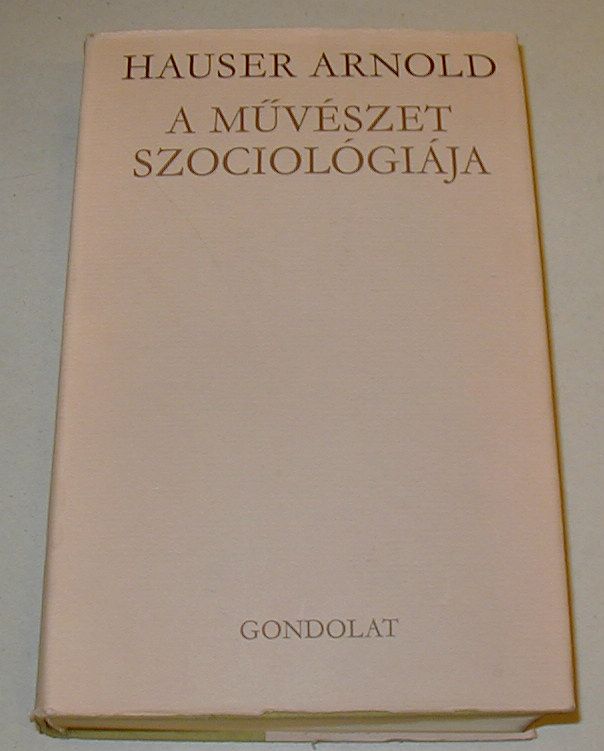 HAUSER ARNOLD
A MŰVÉSZET
SZOCIOLÓGIÁJA
GONDOLAT